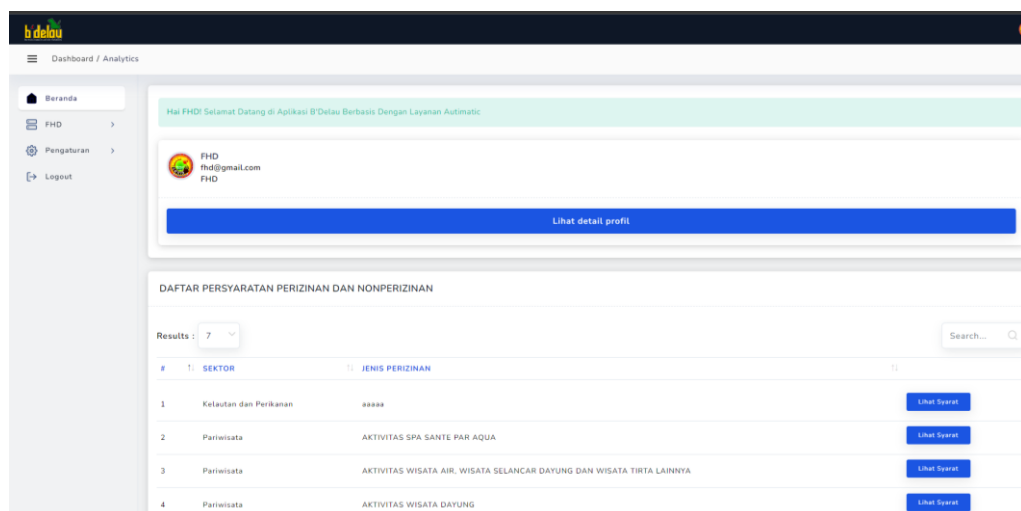 b'delau
Dashboard / Analytics
Beranda
FHD
Pengaturan
Logout
Hai FHD! Selamat Datang di Aplikasi B'Delau Berbasis Dengan Layanan Autimatic
FHD
fhd@gmail.com
FHD
Lihat detail profil
DAFTAR PERSYARATAN PERIZINAN DAN NONPERIZINAN
Results : 7
Search...
# SEKTOR JENIS PERIZINAN
1 Kelautan dan Perikanan aaaaa Lihat Syarat
2 Pariwisata AKTIVITAS SPA SANTE PAR AQUA Lihat Syarat
3 Pariwisata AKTIVITAS WISATA AIR, WISATA SELANCAR DAYUNG DAN WISATA TIRTA LAINNYA Lihat Syarat
4 Pariwisata AKTIVITAS WISATA DAYUNG Lihat Syarat